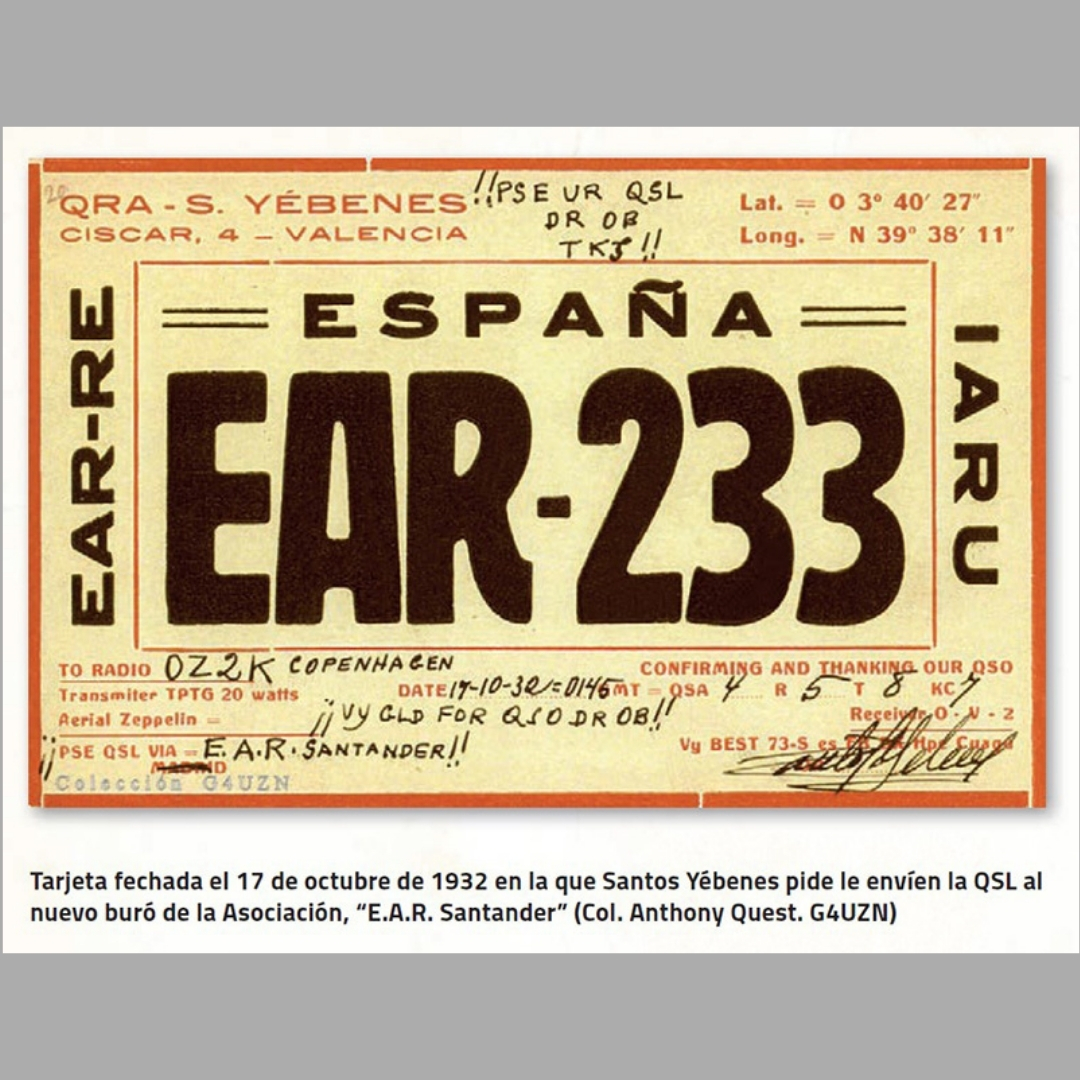 QRA - S. YÉBENES
CISCAR, 4 - VALENCIA
!!PSE UR QSL
DR OB
TKS!!
Lat. = O 3° 40′ 27″
Long. = N 39° 38′ 11″
EAR-RE
ESPAÑA
EAR-233
IARU
TO RADIO OZ2K COPENHAGEN
CONFIRMING AND THANKING OUR QSO
Transmiter TPTG 20 watts
DATE 17-10-32 = 0145 MT = QSA 4 R 5 T 8 KC 7
Aerial Zeppelin =
¡¡VY GLD FOR QSO DR OB!!
Receiver O - V - 2
¡¡PSE QSL VIA = E.A.R. SANTANDER!!
MADRID
Vy BEST 73-S es
Colección G4UZN
Tarjeta fechada el 17 de octubre de 1932 en la que Santos Yébenes pide le envíen la QSL al
nuevo buró de la Asociación, “E.A.R. Santander” (Col. Anthony Quest. G4UZN)